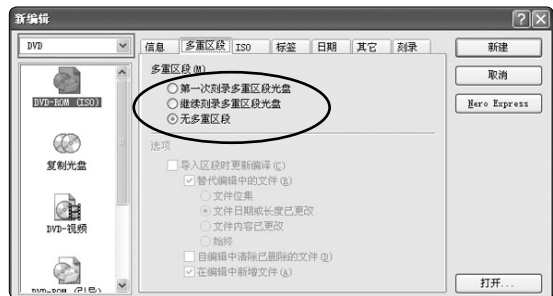 新编辑
DVD
信息 多重区段 ISO 标签 日期 其它 刻录
新建
取消
Nero Express
打开...
DVD-ROM (ISO)
复制光盘
DVD-视频
DVD-ROM (引导)
多重区段(M)
第一次刻录多重区段光盘
继续刻录多重区段光盘
无多重区段
选项
导入区段时更新编译(C)
替代编辑中的文件(R)
文件位集
文件日期或长度已更改
文件内容已更改
始终
自编辑中清除已删除的文件(D)
在编辑中新增文件(A)